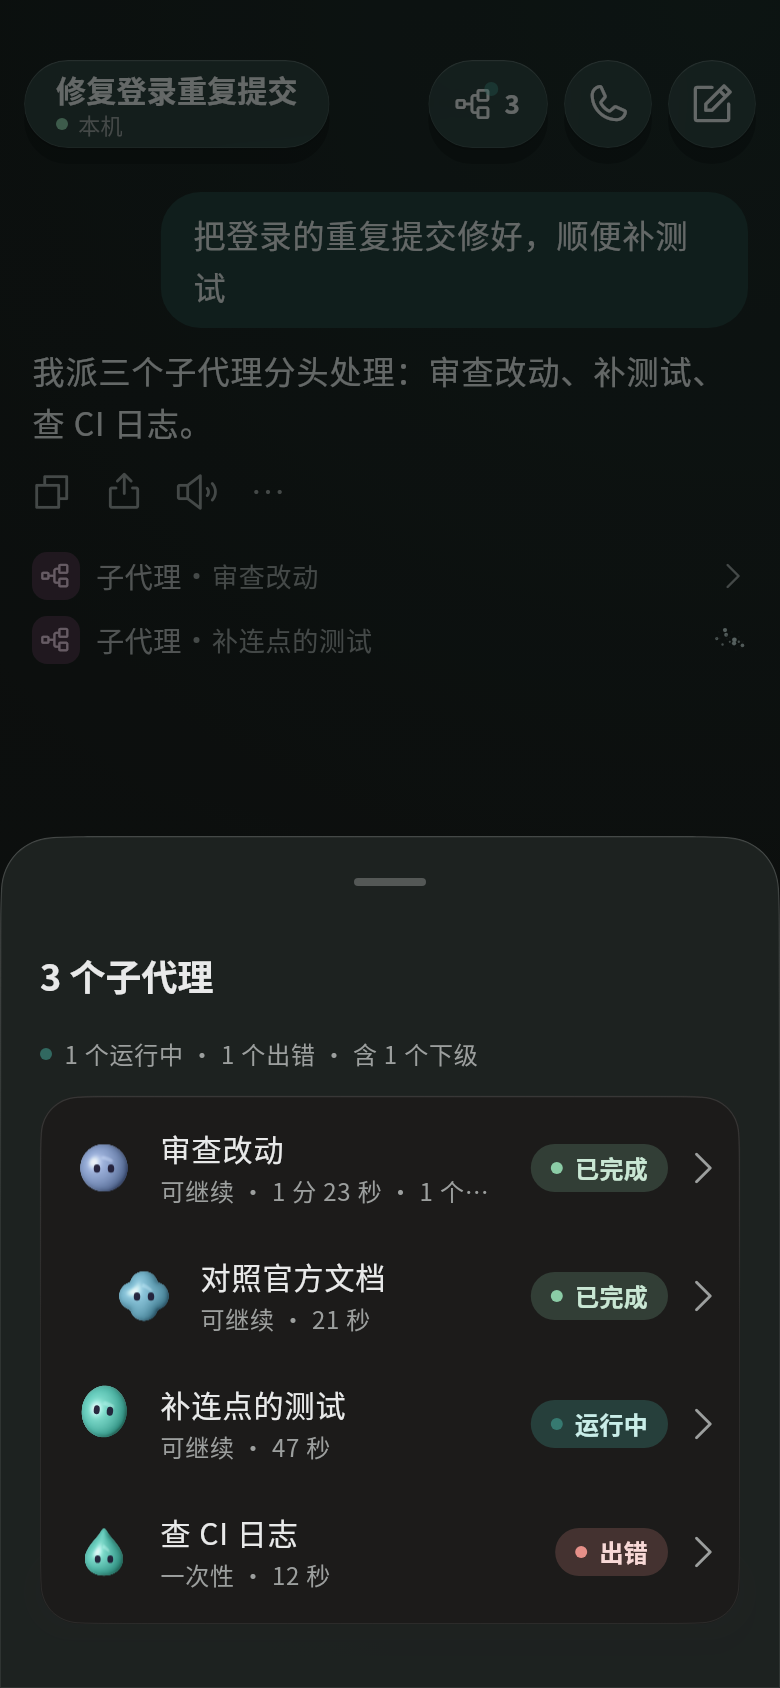 修复登录重复提交
本机
3
把登录的重复提交修好，顺便补测
试
我派三个子代理分头处理：审查改动、补测试、
查 CI 日志。
子代理・审查改动
子代理・补连点的测试
3 个子代理
1 个运行中 ・ 1 个出错 ・ 含 1 个下级
审查改动
可继续 ・ 1 分 23 秒 ・ 1 个…
已完成
对照官方文档
可继续 ・ 21 秒
已完成
补连点的测试
可继续 ・ 47 秒
运行中
查 CI 日志
一次性 ・ 12 秒
出错